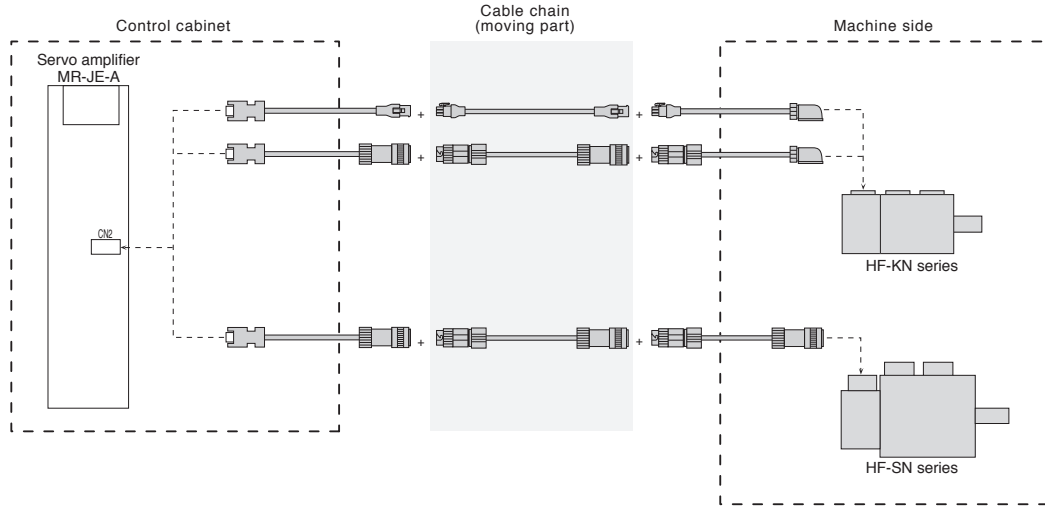 Control cabinet
Cable chain
(moving part)
Machine side
Servo amplifier
MR-JE-A
+
+
+
+
CN2
HF-KN series
+
+
HF-SN series